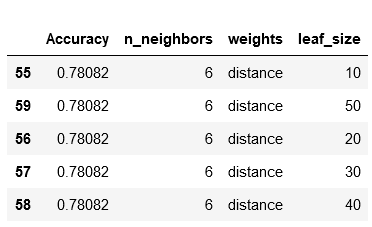 Accuracy n_neighbors weights leaf_size
55 0.78082 6 distance 10
59 0.78082 6 distance 50
56 0.78082 6 distance 20
57 0.78082 6 distance 30
58 0.78082 6 distance 40